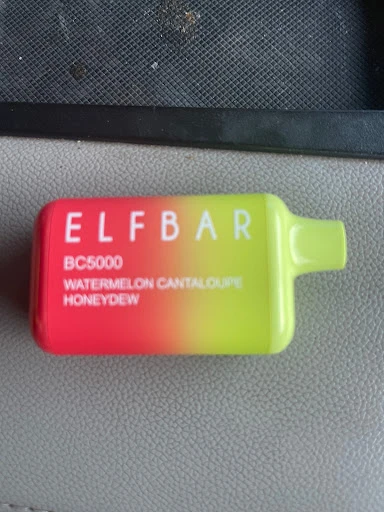 ELFBAR
BC5000
WATERMELON CANTALOUPE
HONEYDEW